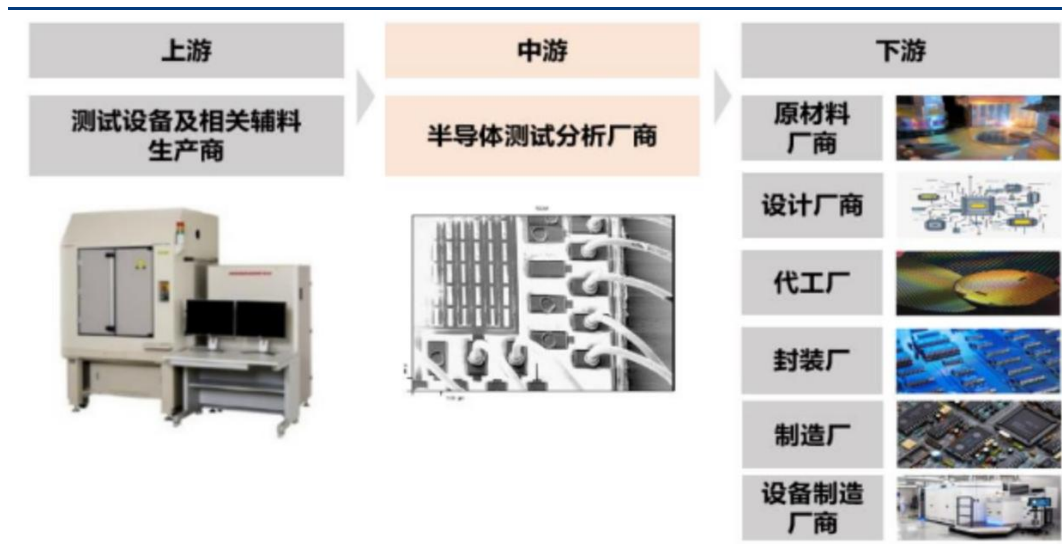 上游
中游
下游
测试设备及相关辅料
生产商
半导体测试分析厂商
原材料
厂商
设计厂商
代工厂
封装厂
制造厂
设备制造
厂商